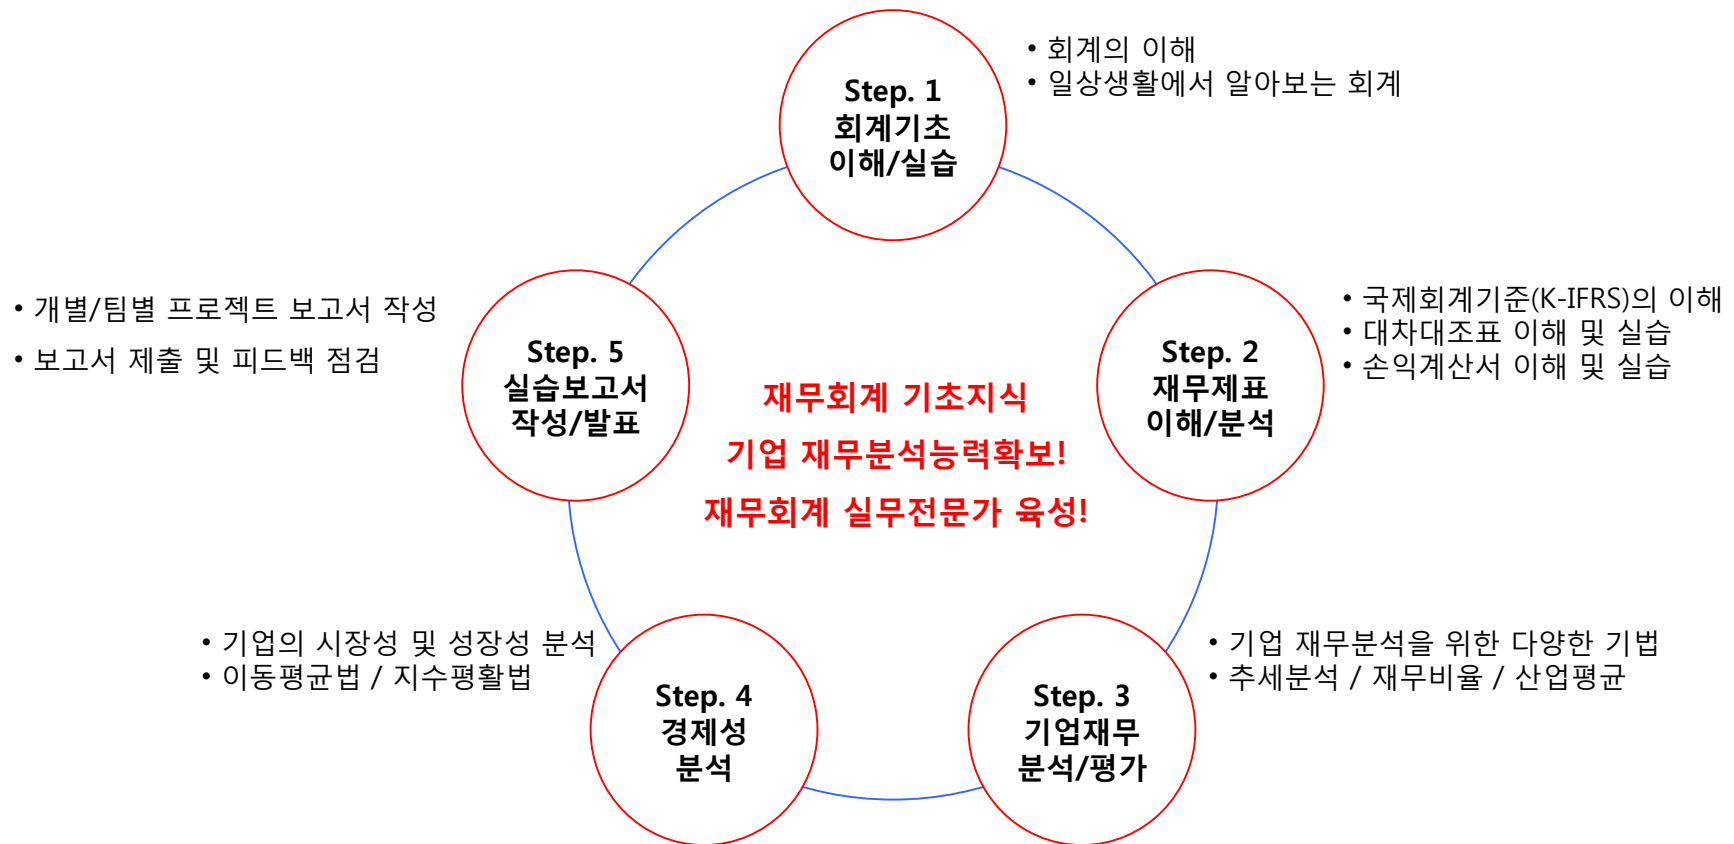 Step. 1
회계기초
이해/실습
• 회계의 이해
• 일상생활에서 알아보는 회계
Step. 2
재무제표
이해/분석
• 국제회계기준(K-IFRS)의 이해
• 대차대조표 이해 및 실습
• 손익계산서 이해 및 실습
Step. 3
기업재무
분석/평가
• 기업 재무분석을 위한 다양한 기법
• 추세분석 / 재무비율 / 산업평균
Step. 4
경제성
분석
• 기업의 시장성 및 성장성 분석
• 이동평균법 / 지수평활법
Step. 5
실습보고서
작성/발표
• 개별/팀별 프로젝트 보고서 작성
• 보고서 제출 및 피드백 점검
재무회계 기초지식
기업 재무분석능력확보!
재무회계 실무전문가 육성!